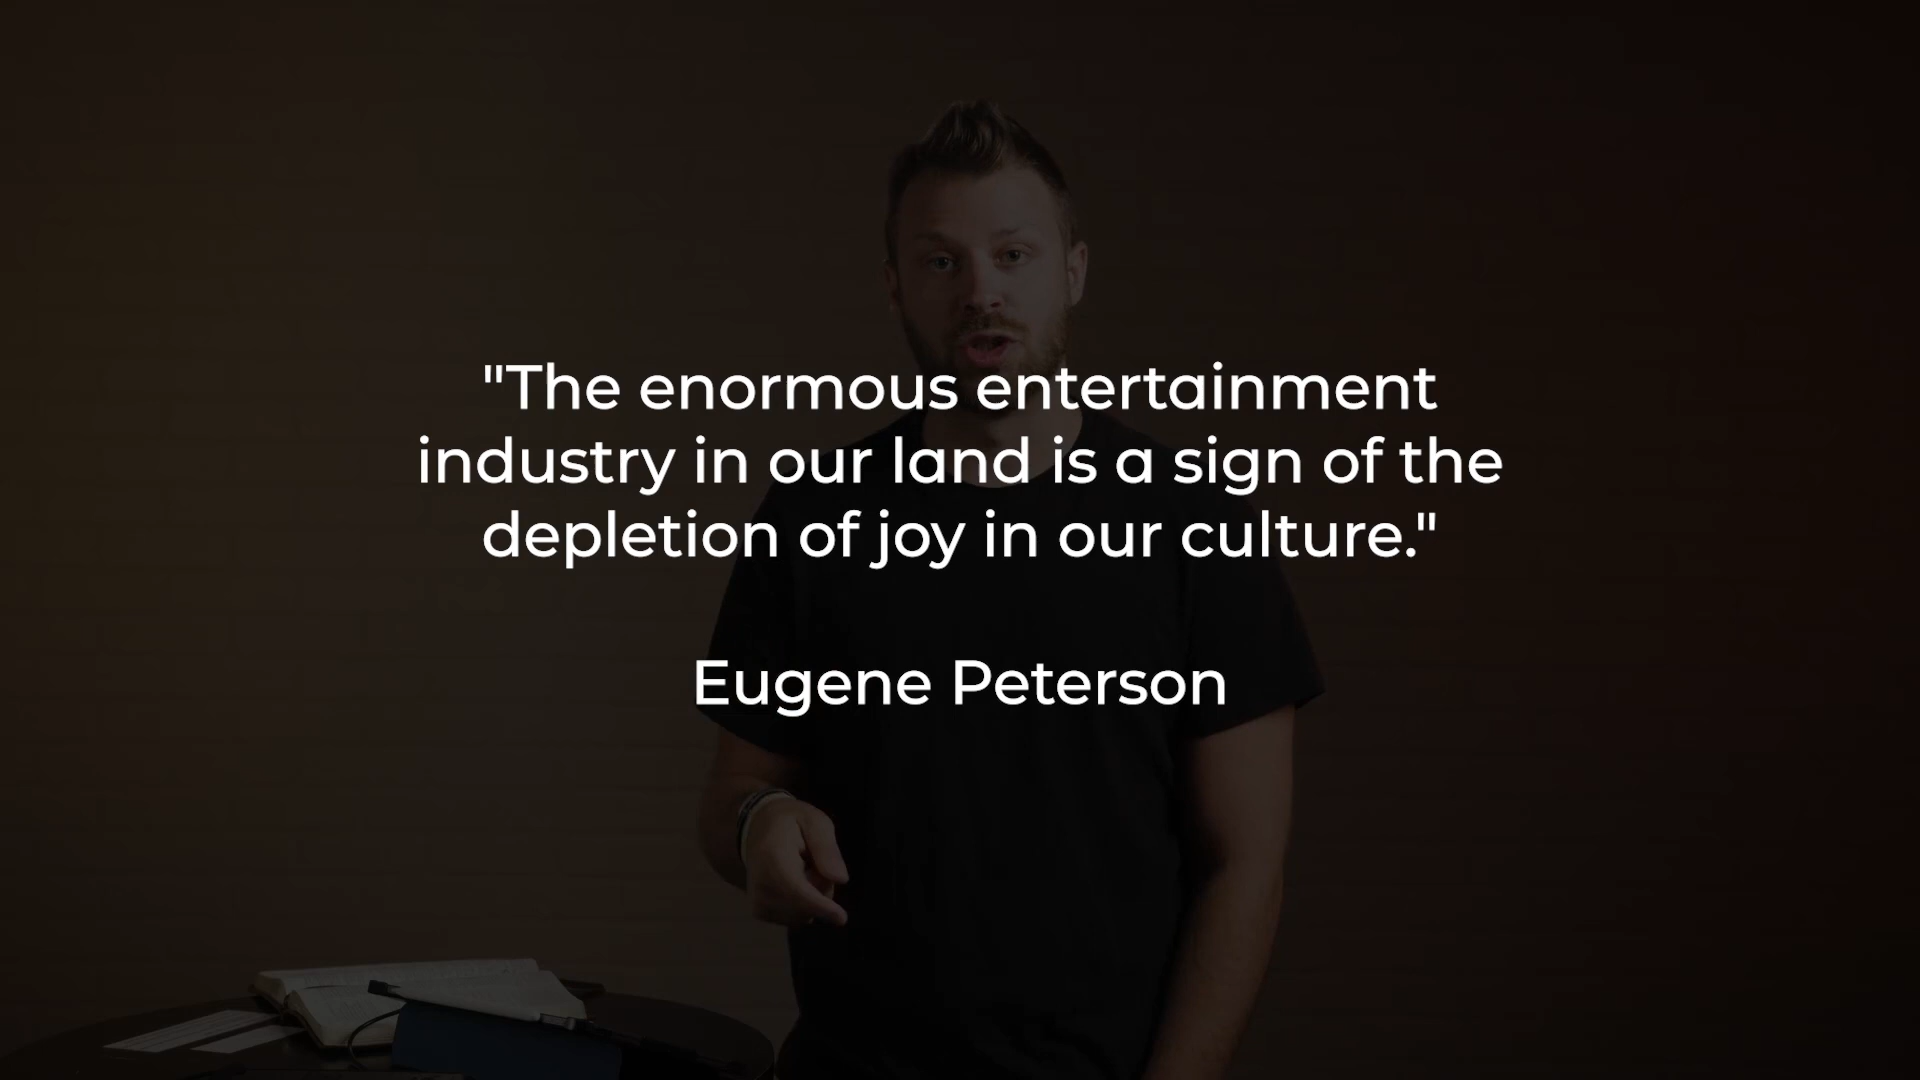 "The enormous entertainment
industry in our land is a sign of the
depletion of joy in our culture."
Eugene Peterson